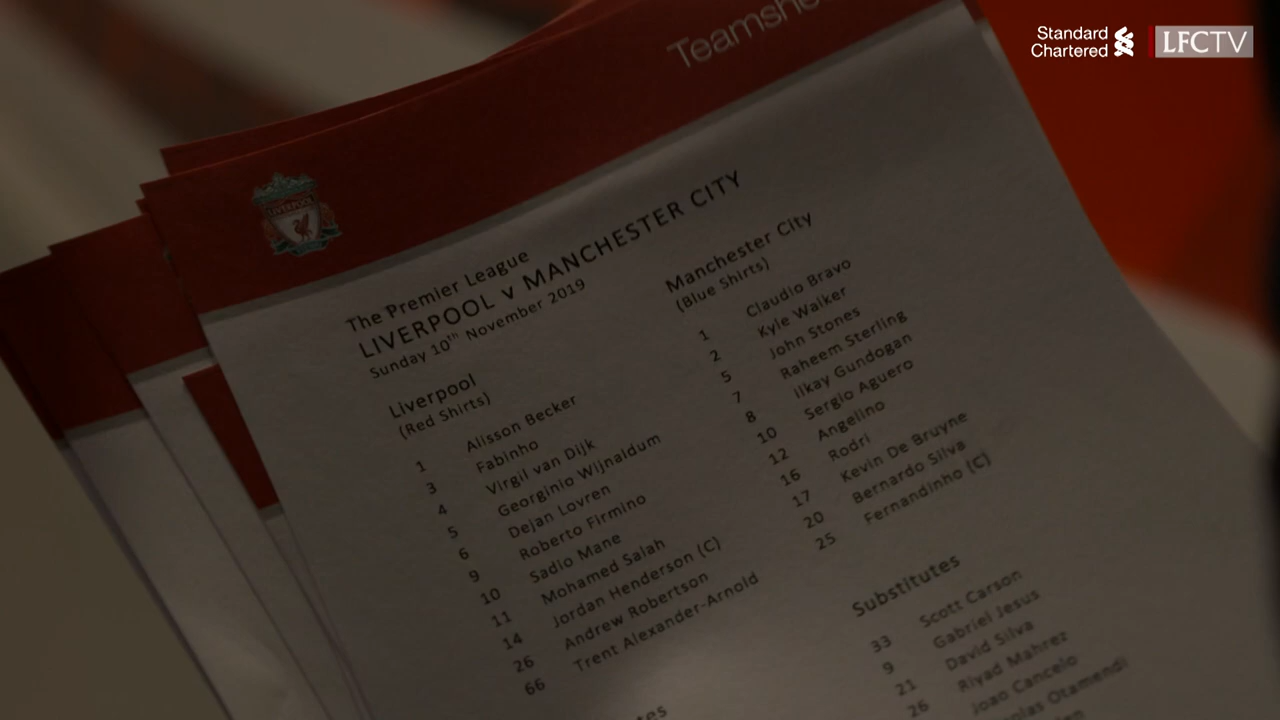 Standard
Chartered
LFCTV
LIVERPOOL
The Premier League
LIVERPOOL v MANCHESTER CITY
Sunday 10th November 2019
Liverpool
(Red Shirts)
1 Alisson Becker
3 Fabinho
4 Virgil van Dijk
5 Georginio Wijnaldum
6 Dejan Lovren
9 Roberto Firmino
10 Sadio Mane
11 Mohamed Salah
14 Jordan Henderson (C)
26 Andrew Robertson
66 Trent Alexander-Arnold
Manchester City
(Blue Shirts)
1 Claudio Bravo
2 Kyle Walker
5 John Stones
7 Raheem Sterling
8 Ilkay Gundogan
10 Sergio Aguero
12 Angelino
16 Rodri
17 Kevin De Bruyne
20 Bernardo Silva
25 Fernandinho (C)
Substitutes
33 Scott Carson
9 Gabriel Jesus
21 David Silva
26 Riyad Mahrez
Joao Cancelo
Otamendi